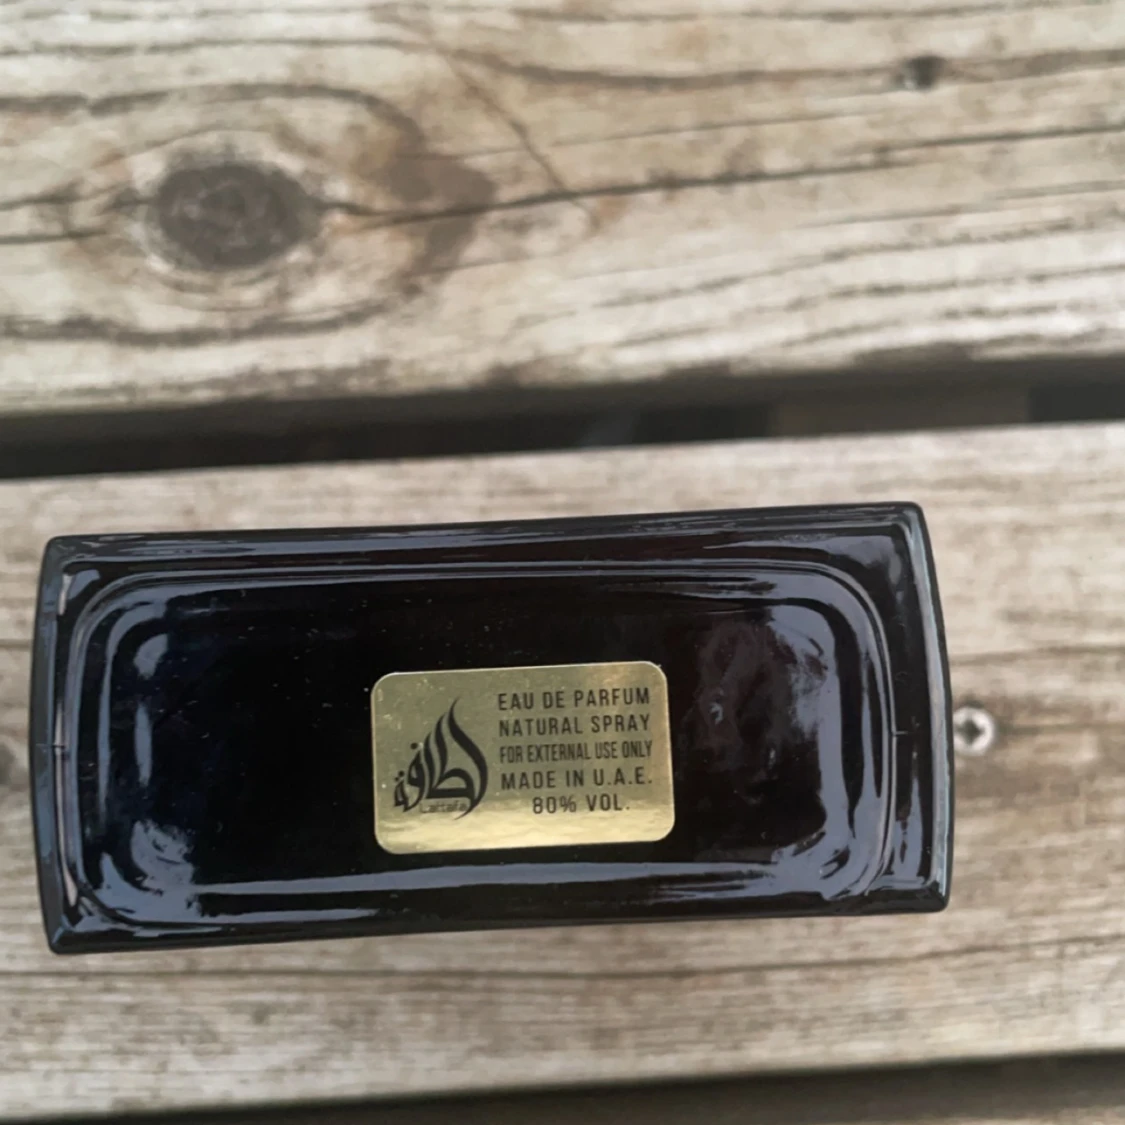 لطافة
Lattafa
EAU DE PARFUM
NATURAL SPRAY
FOR EXTERNAL USE ONLY
MADE IN U.A.E.
80% VOL.